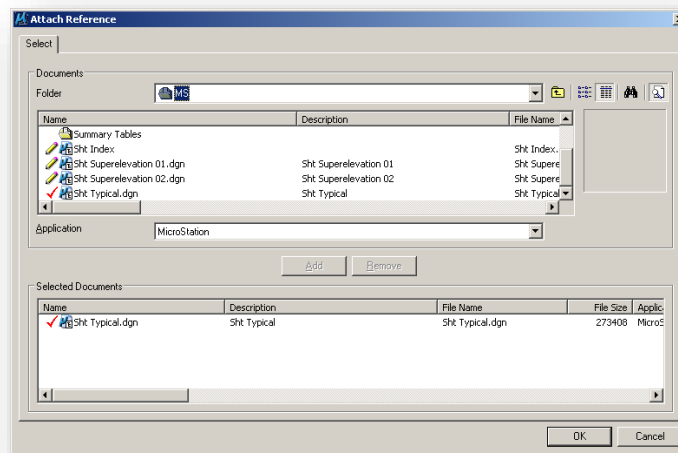 Attach Reference
Select
Documents
Folder MS
Name Description File Name
Summary Tables
Sht Index Sht Index.
Sht Superelevation 01.dgn Sht Superelevation 01 Sht Supere
Sht Superelevation 02.dgn Sht Superelevation 02 Sht Supere
Sht Typical.dgn Sht Typical Sht Typical
Application MicroStation
Add Remove
Selected Documents
Name Description File Name File Size Applic
Sht Typical.dgn Sht Typical Sht Typical.dgn 273408 MicroS
OK Cancel